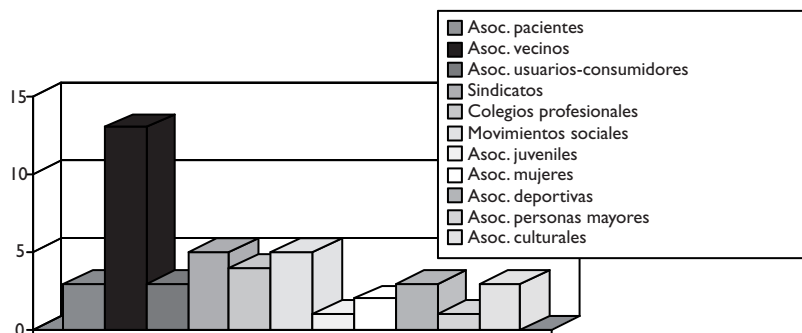 Asoc. pacientes
Asoc. vecinos
Asoc. usuarios-consumidores
Sindicatos
Colegios profesionales
Movimientos sociales
Asoc. juveniles
Asoc. mujeres
Asoc. deportivas
Asoc. personas mayores
Asoc. culturales
15
10
5
0